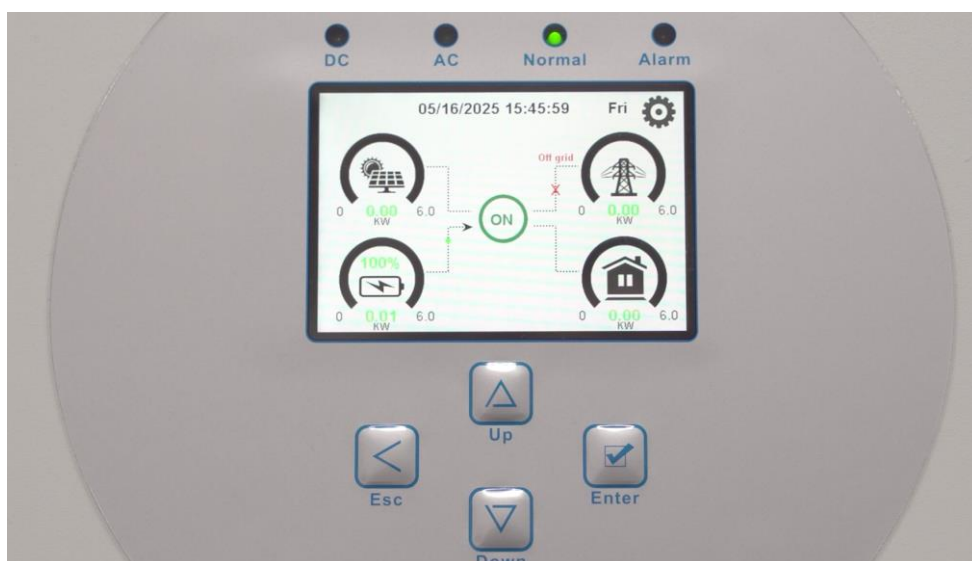 DC AC Normal Alarm
05/16/2025 15:45:59 Fri
Off grid
0 0.00 6.0
KW
ON
0 0.00 6.0
KW
100%
0 0.01 6.0
KW
0 0.00 6.0
KW
Up
Esc
Enter
Down